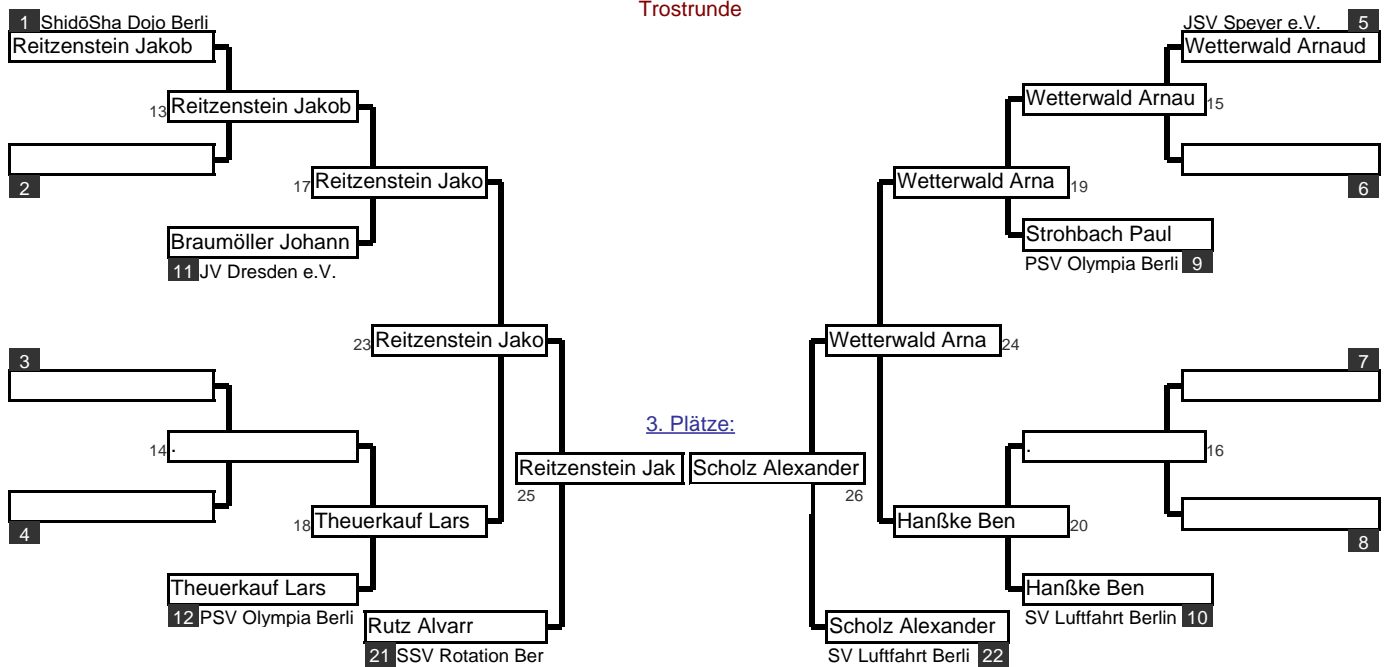 Trostrunde
1 ShidōSha Dojo Berli
JSV Speyer e.V. 5
Reitzenstein Jakob
Wetterwald Arnaud
13 Reitzenstein Jakob
Wetterwald Arnau 15
2
6
17 Reitzenstein Jako
Wetterwald Arna 19
Braumöller Johann
Strohbach Paul
11 JV Dresden e.V.
PSV Olympia Berli 9
23 Reitzenstein Jako
Wetterwald Arna 24
3
7
3. Plätze:
14 .
. 16
Reitzenstein Jak
Scholz Alexander
25
26
4
8
18 Theuerkauf Lars
Hanßke Ben 20
Theuerkauf Lars
Hanßke Ben
12 PSV Olympia Berli
SV Luftfahrt Berlin 10
Rutz Alvarr
Scholz Alexander
21 SSV Rotation Ber
SV Luftfahrt Berli 22